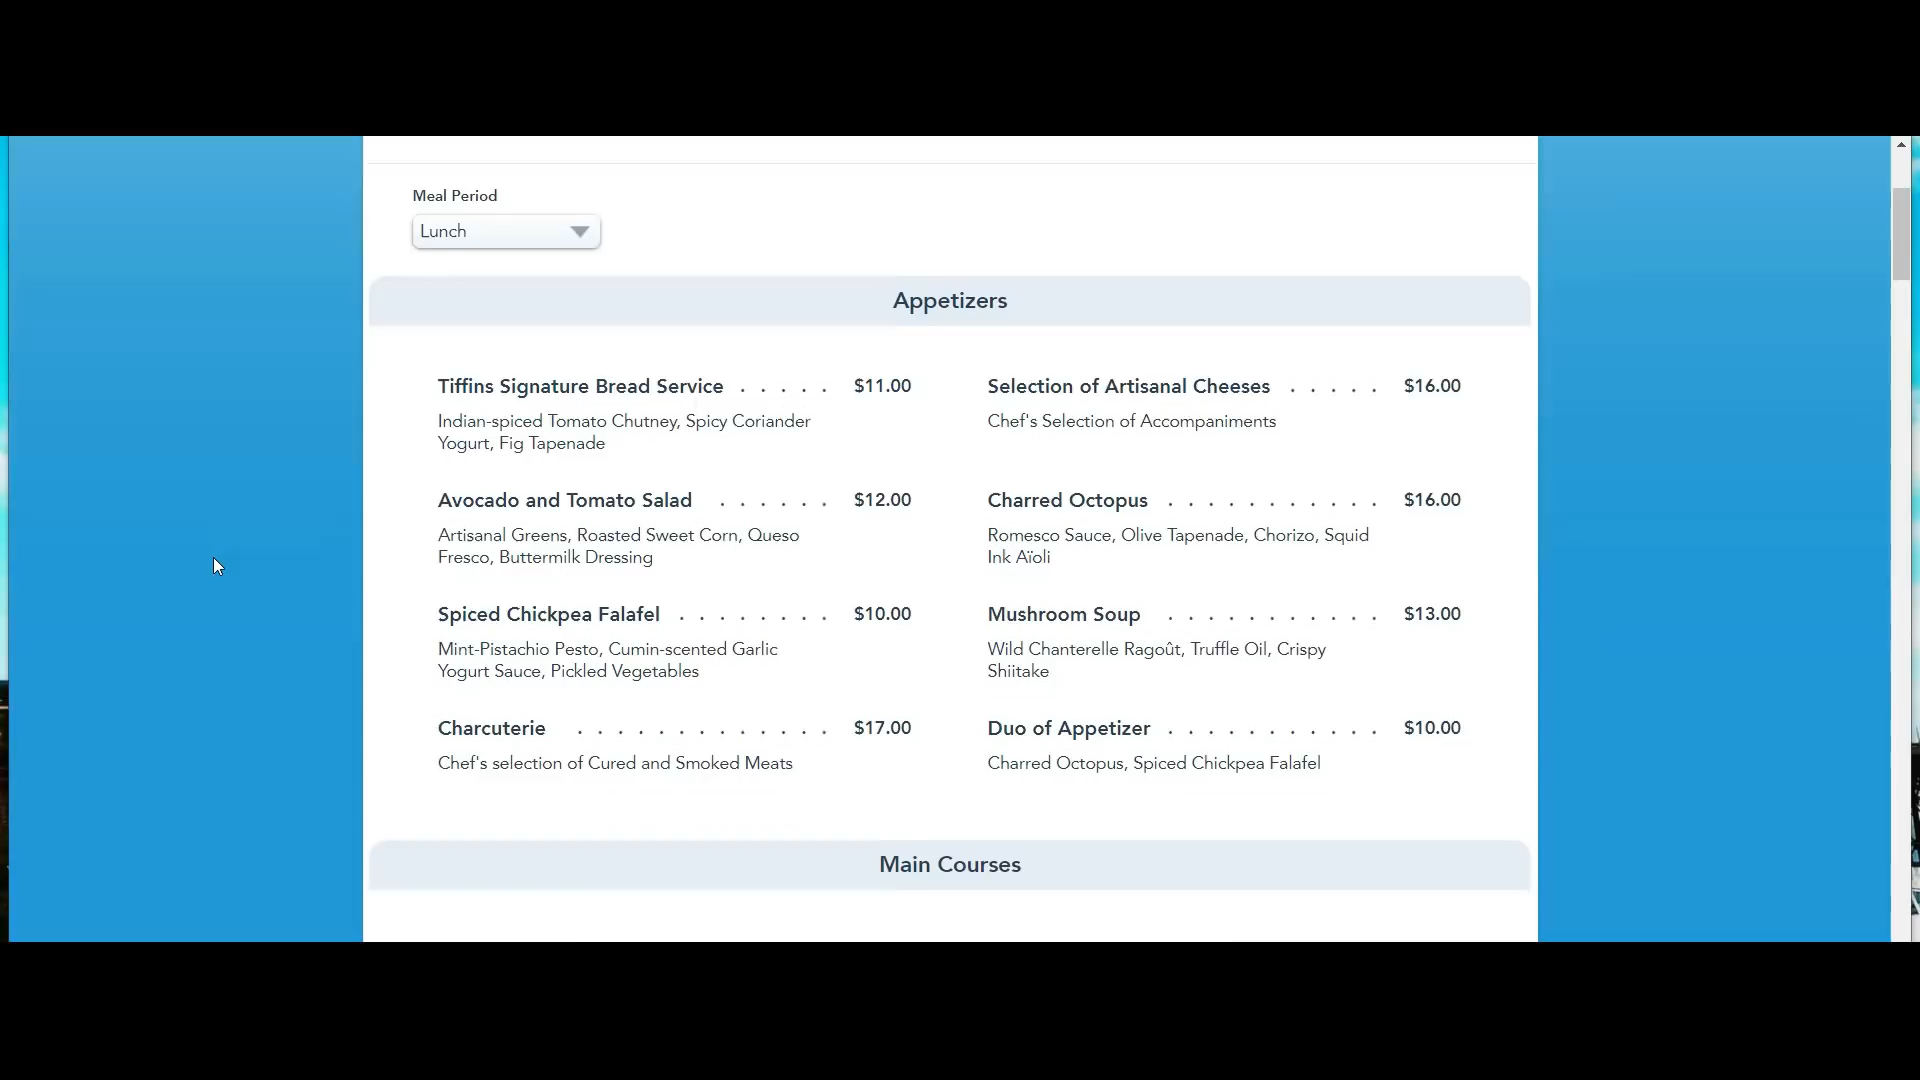 Meal Period
Lunch
Appetizers
Tiffins Signature Bread Service . . . . . $11.00
Indian-spiced Tomato Chutney, Spicy Coriander
Yogurt, Fig Tapenade
Selection of Artisanal Cheeses . . . . . $16.00
Chef's Selection of Accompaniments
Avocado and Tomato Salad . . . . . . $12.00
Artisanal Greens, Roasted Sweet Corn, Queso
Fresco, Buttermilk Dressing
Charred Octopus . . . . . . . . . . . $16.00
Romesco Sauce, Olive Tapenade, Chorizo, Squid
Ink Aïoli
Spiced Chickpea Falafel . . . . . . . . $10.00
Mint-Pistachio Pesto, Cumin-scented Garlic
Yogurt Sauce, Pickled Vegetables
Mushroom Soup . . . . . . . . . . . $13.00
Wild Chanterelle Ragoût, Truffle Oil, Crispy
Shiitake
Charcuterie . . . . . . . . . . . . . $17.00
Chef's selection of Cured and Smoked Meats
Duo of Appetizer . . . . . . . . . . . $10.00
Charred Octopus, Spiced Chickpea Falafel
Main Courses